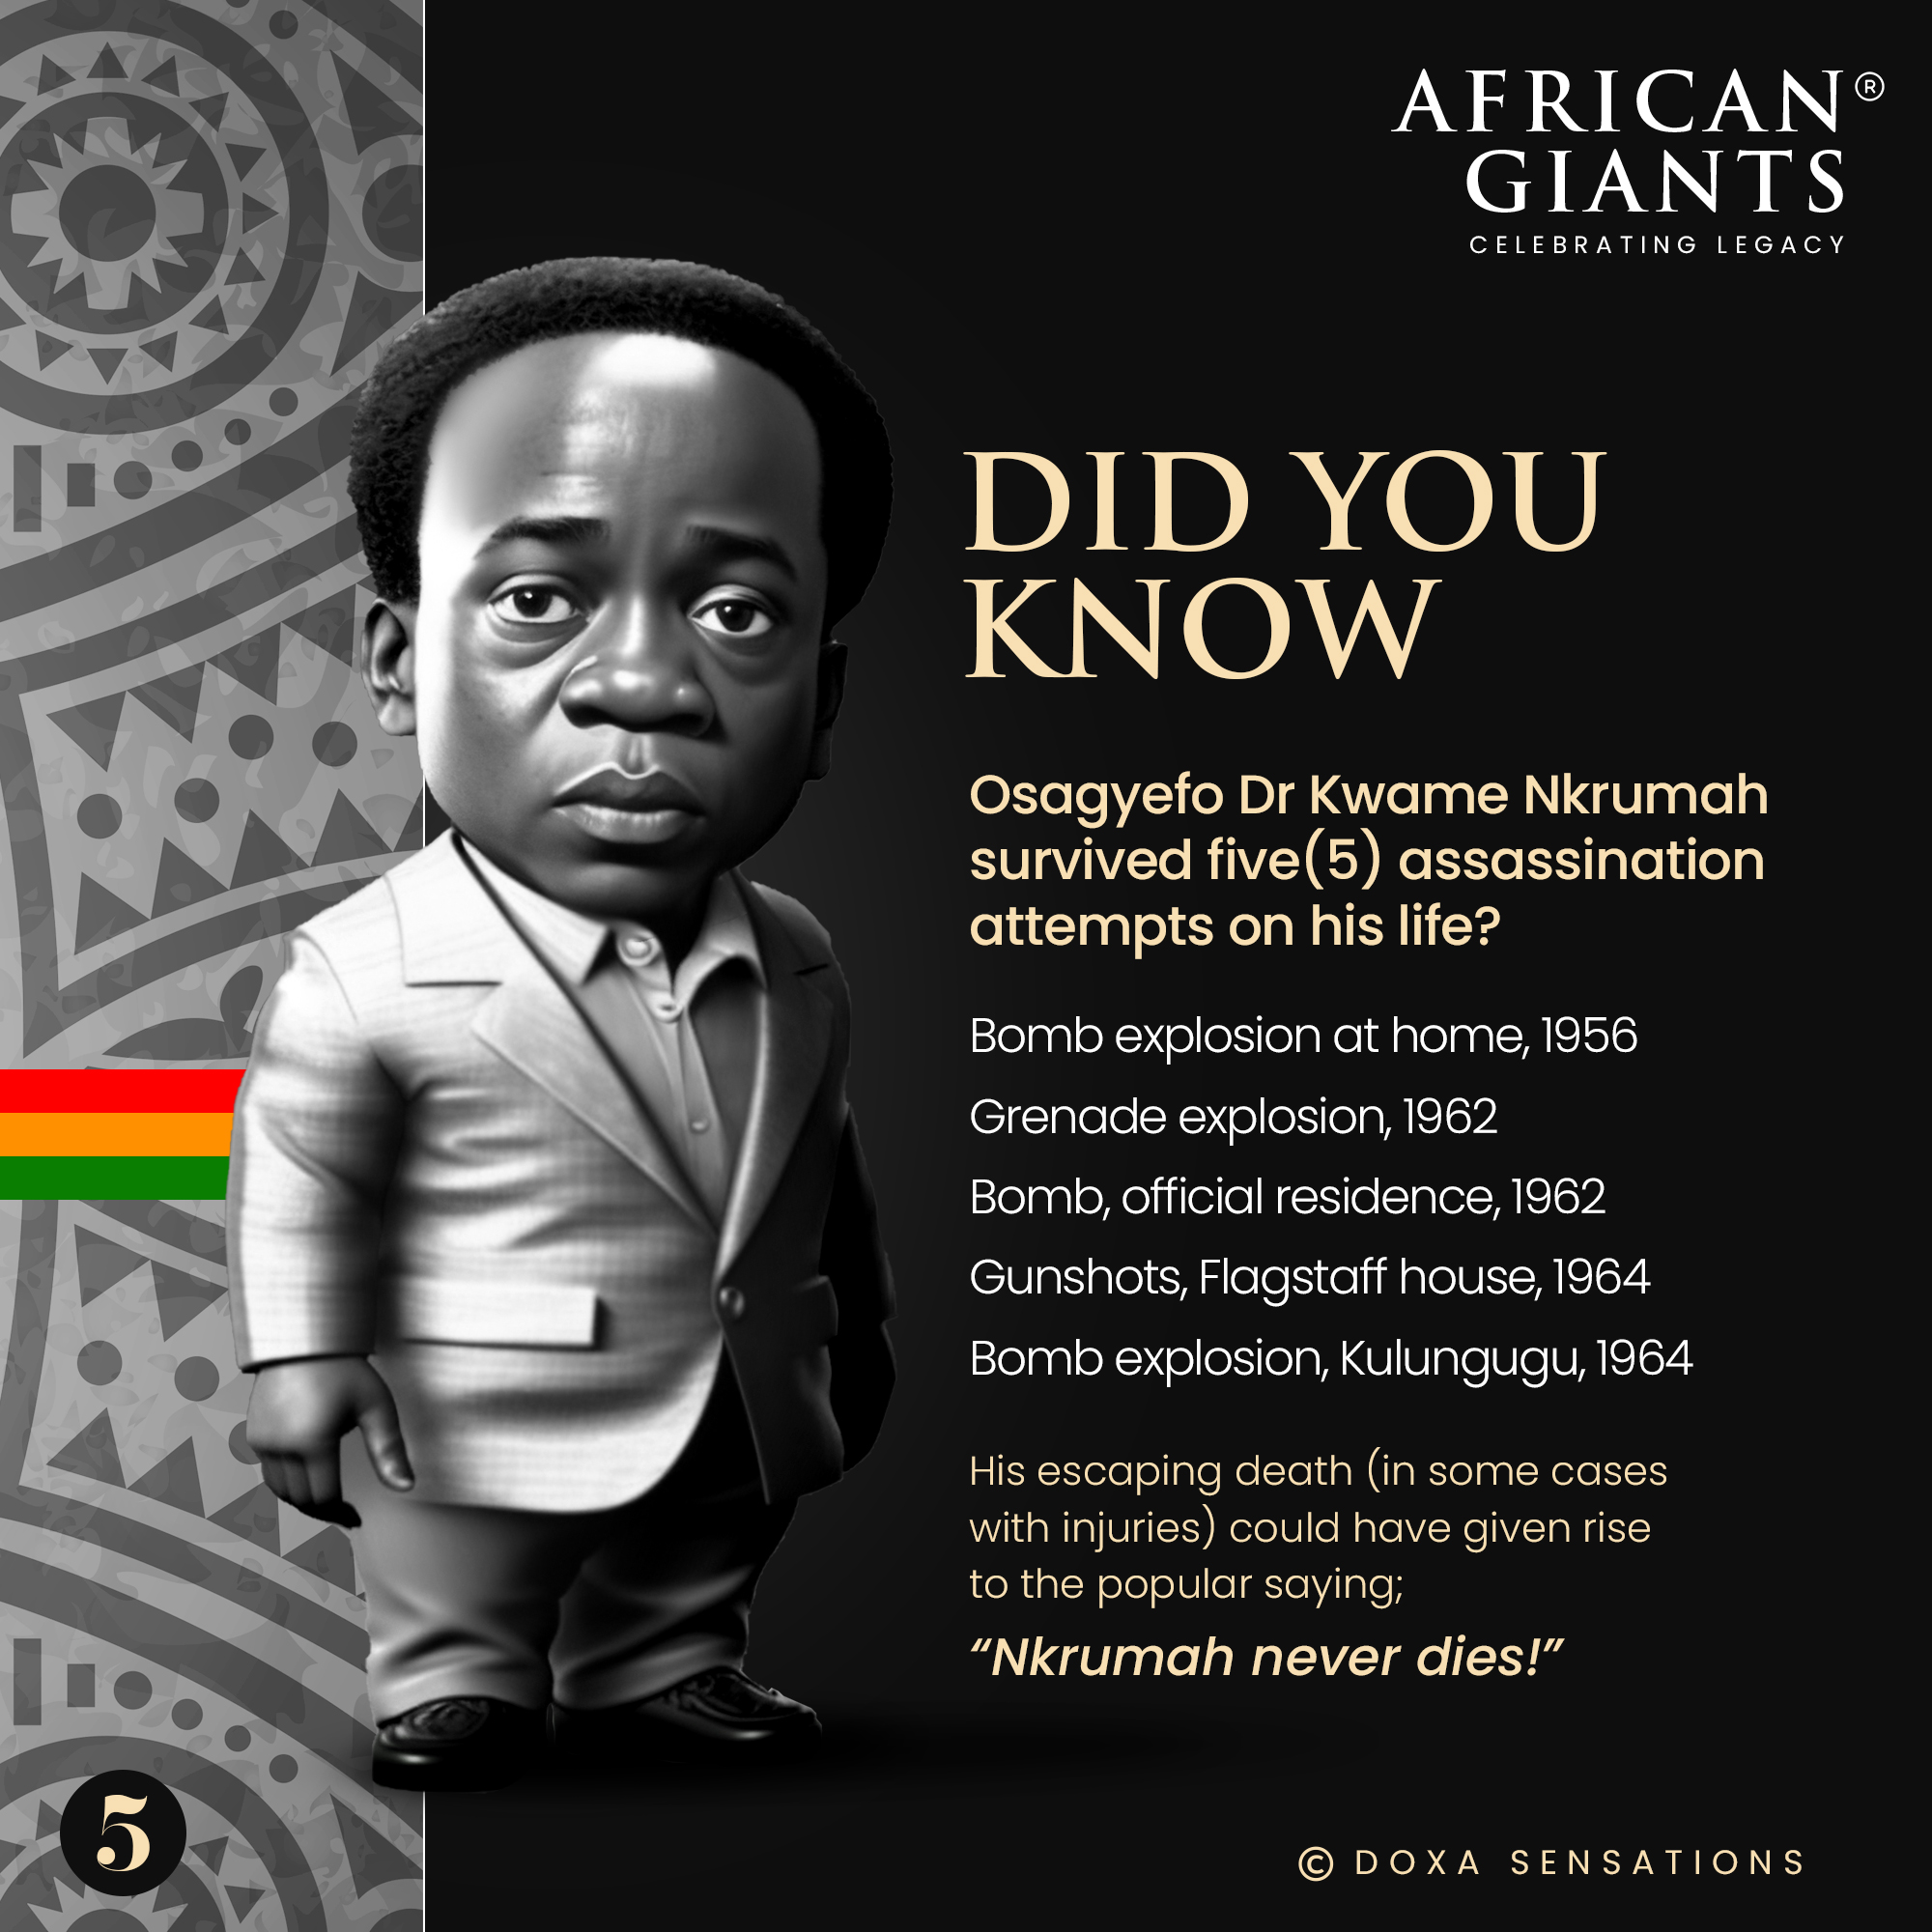 AFRICAN®
GIANTS
CELEBRATING LEGACY
DID YOU
KNOW
Osagyefo Dr Kwame Nkrumah
survived five(5) assassination
attempts on his life?
Bomb explosion at home, 1956
Grenade explosion, 1962
Bomb, official residence, 1962
Gunshots, Flagstaff house, 1964
Bomb explosion, Kulungugu, 1964
His escaping death (in some cases
with injuries) could have given rise
to the popular saying;
“Nkrumah never dies!”
5
© DOXA SENSATIONS